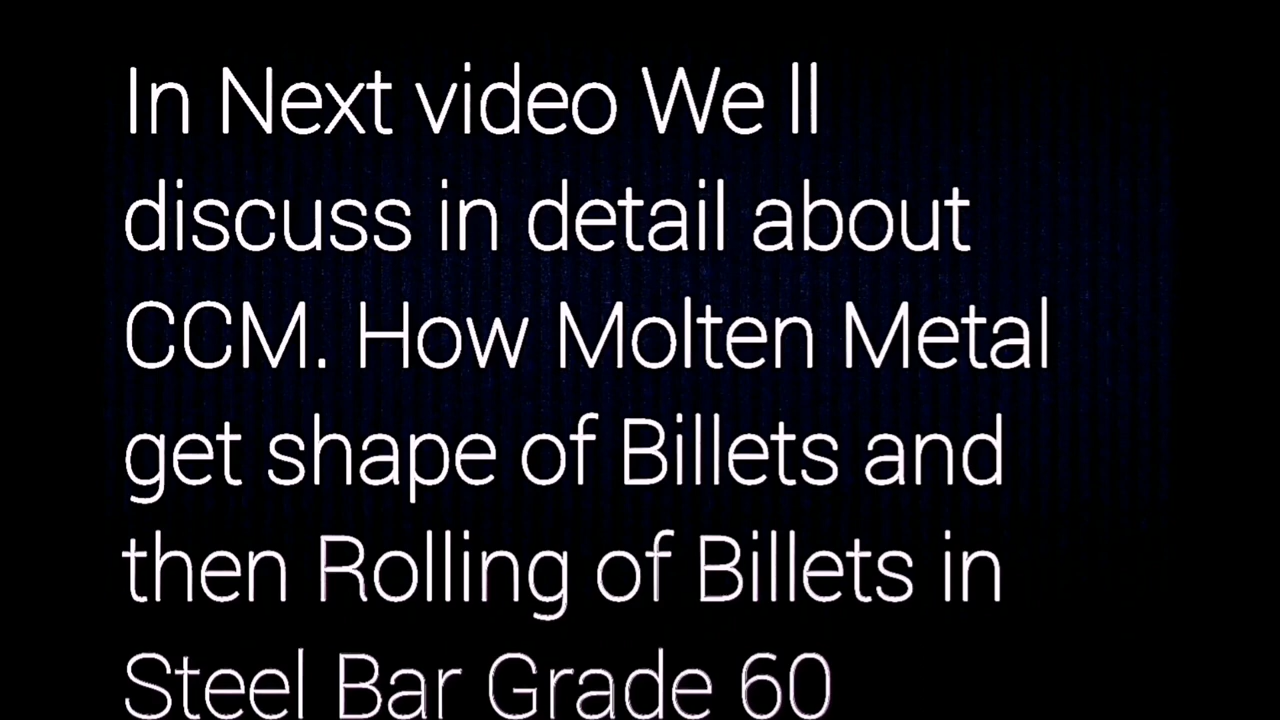 In Next video We ll
discuss in detail about
CCM. How Molten Metal
get shape of Billets and
then Rolling of Billets in
Steel Bar Grade 60